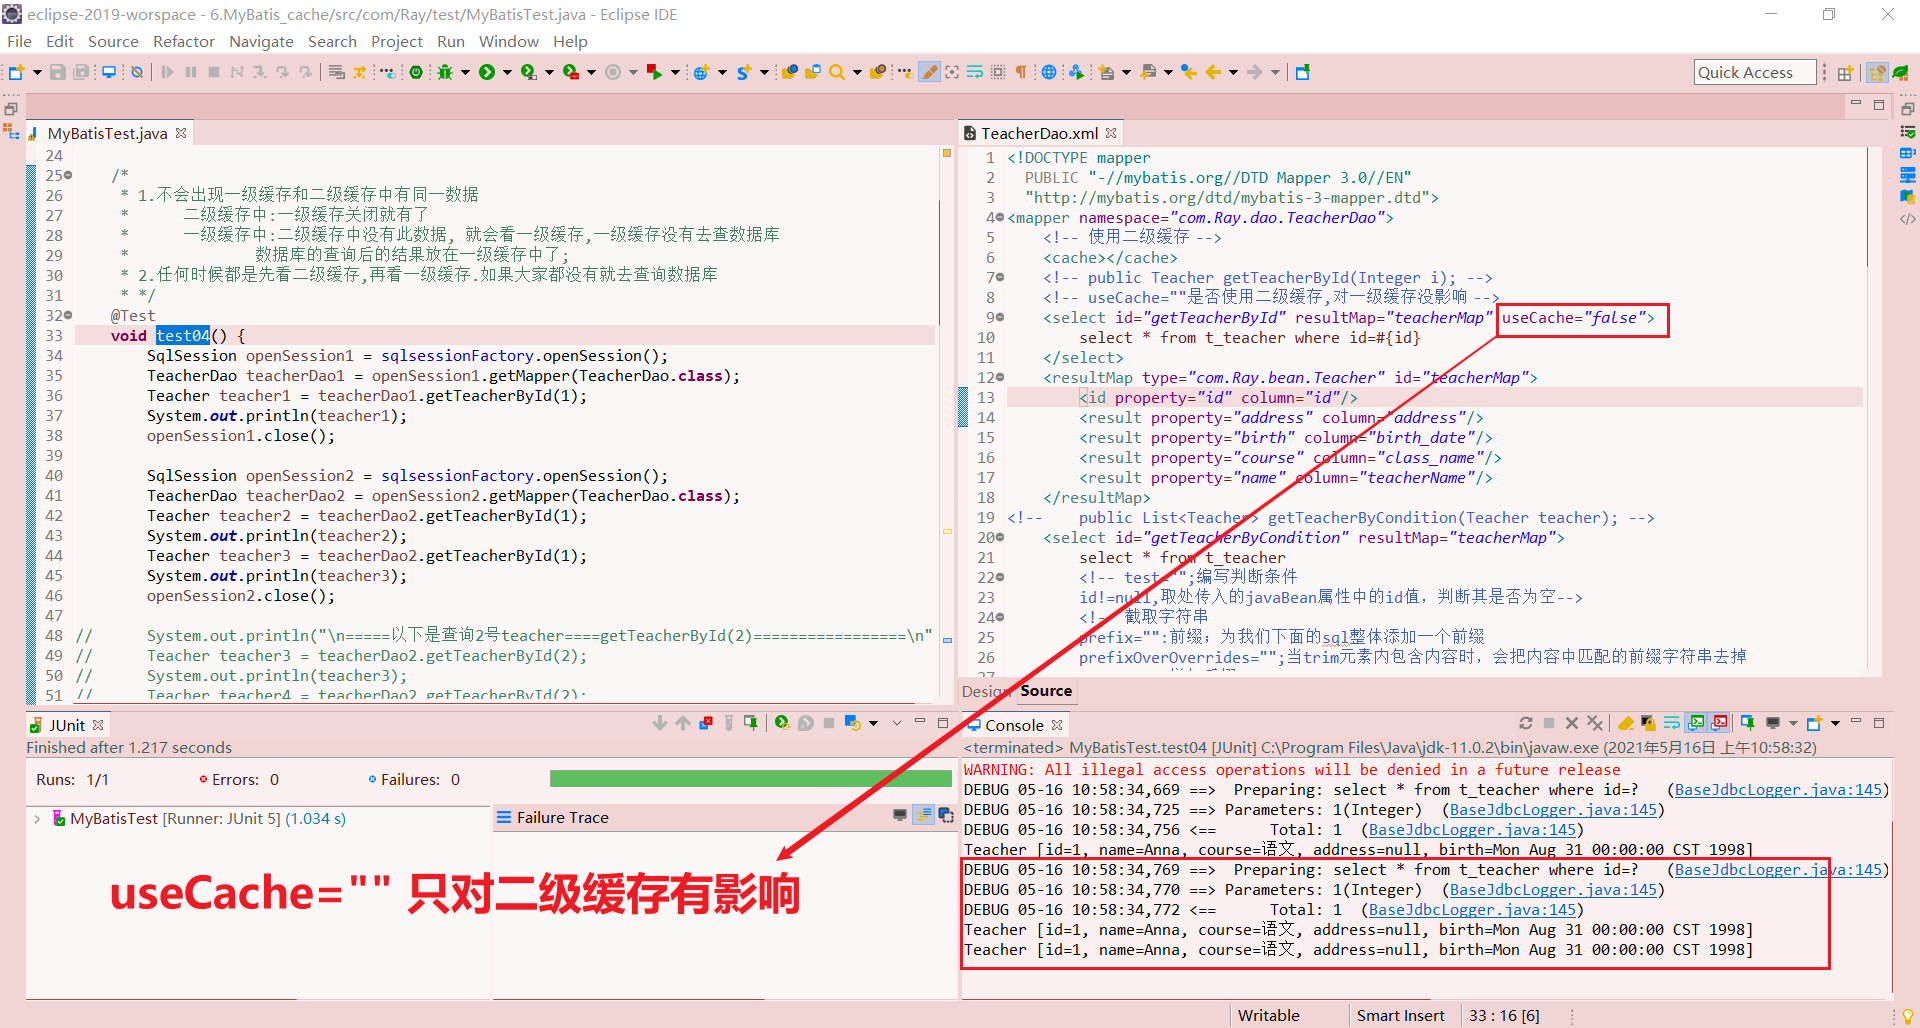 eclipse-2019-worspace - 6.MyBatis_cache/src/com/Ray/test/MyBatisTest.java - Eclipse IDE
File Edit Source Refactor Navigate Search Project Run Window Help
Quick Access
MyBatisTest.java
24
25 /*
26 * 1.不会出现一级缓存和二级缓存中有同一数据
27 * 二级缓存中:一级缓存关闭就有了
28 * 一级缓存中:二级缓存中没有此数据, 就会看一级缓存,一级缓存没有去查数据库
29 * 数据库的查询后的结果放在一级缓存中了;
30 * 2.任何时候都是先看二级缓存,再看一级缓存.如果大家都没有就去查询数据库
31 * */
32 @Test
33 void test04() {
34 SqlSession openSession1 = sqlsessionFactory.openSession();
35 TeacherDao teacherDao1 = openSession1.getMapper(TeacherDao.class);
36 Teacher teacher1 = teacherDao1.getTeacherById(1);
37 System.out.println(teacher1);
38 openSession1.close();
39
40 SqlSession openSession2 = sqlsessionFactory.openSession();
41 TeacherDao teacherDao2 = openSession2.getMapper(TeacherDao.class);
42 Teacher teacher2 = teacherDao2.getTeacherById(1);
43 System.out.println(teacher2);
44 Teacher teacher3 = teacherDao2.getTeacherById(1);
45 System.out.println(teacher3);
46 openSession2.close();
47
48 // System.out.println("\n=====以下是查询2号teacher====getTeacherById(2)=================\n"
49 // Teacher teacher3 = teacherDao2.getTeacherById(2);
50 // System.out.println(teacher3);
51 // Teacher teacher4 = teacherDao2.getTeacherById(2);
TeacherDao.xml
1 <!DOCTYPE mapper
2 PUBLIC "-//mybatis.org//DTD Mapper 3.0//EN"
3 "http://mybatis.org/dtd/mybatis-3-mapper.dtd">
4 <mapper namespace="com.Ray.dao.TeacherDao">
5 <!-- 使用二级缓存 -->
6 <cache></cache>
7 <!-- public Teacher getTeacherById(Integer i); -->
8 <!-- useCache=""是否使用二级缓存,对一级缓存没影响 -->
9 <select id="getTeacherById" resultMap="teacherMap" useCache="false">
10 select * from t_teacher where id=#{id}
11 </select>
12 <resultMap type="com.Ray.bean.Teacher" id="teacherMap">
13 <id property="id" column="id"/>
14 <result property="address" column="address"/>
15 <result property="birth" column="birth_date"/>
16 <result property="course" column="class_name"/>
17 <result property="name" column="teacherName"/>
18 </resultMap>
19 <!-- public List<Teacher> getTeacherByCondition(Teacher teacher); -->
20 <select id="getTeacherByCondition" resultMap="teacherMap">
21 select * from t_teacher
22 <!-- test="";编写判断条件
23 id!=null,取处传入的javaBean属性中的id值, 判断其是否为空-->
24 <!-- 截取字符串
25 prefix="":前缀; 为我们下面的sql整体添加一个前缀
26 prefixOverOverrides="";当trim元素内包含内容时, 会把内容中匹配的前缀字符串去掉
27
Design Source
JUnit
Finished after 1.217 seconds
Runs: 1/1 Errors: 0 Failures: 0
MyBatisTest [Runner: JUnit 5] (1.034 s)
Failure Trace
useCache="" 只对二级缓存有影响
Console
<terminated> MyBatisTest.test04 [JUnit] C:\Program Files\Java\jdk-11.0.2\bin\javaw.exe (2021年5月16日 上午10:58:32)
WARNING: All illegal access operations will be denied in a future release
DEBUG 05-16 10:58:34,669 ==> Preparing: select * from t_teacher where id=? (BaseJdbcLogger.java:145)
DEBUG 05-16 10:58:34,725 ==> Parameters: 1(Integer) (BaseJdbcLogger.java:145)
DEBUG 05-16 10:58:34,756 <== Total: 1 (BaseJdbcLogger.java:145)
Teacher [id=1, name=Anna, course=语文, address=null, birth=Mon Aug 31 00:00:00 CST 1998]
DEBUG 05-16 10:58:34,769 ==> Preparing: select * from t_teacher where id=? (BaseJdbcLogger.java:145)
DEBUG 05-16 10:58:34,770 ==> Parameters: 1(Integer) (BaseJdbcLogger.java:145)
DEBUG 05-16 10:58:34,772 <== Total: 1 (BaseJdbcLogger.java:145)
Teacher [id=1, name=Anna, course=语文, address=null, birth=Mon Aug 31 00:00:00 CST 1998]
Teacher [id=1, name=Anna, course=语文, address=null, birth=Mon Aug 31 00:00:00 CST 1998]
Writable Smart Insert 33 : 16 [6]